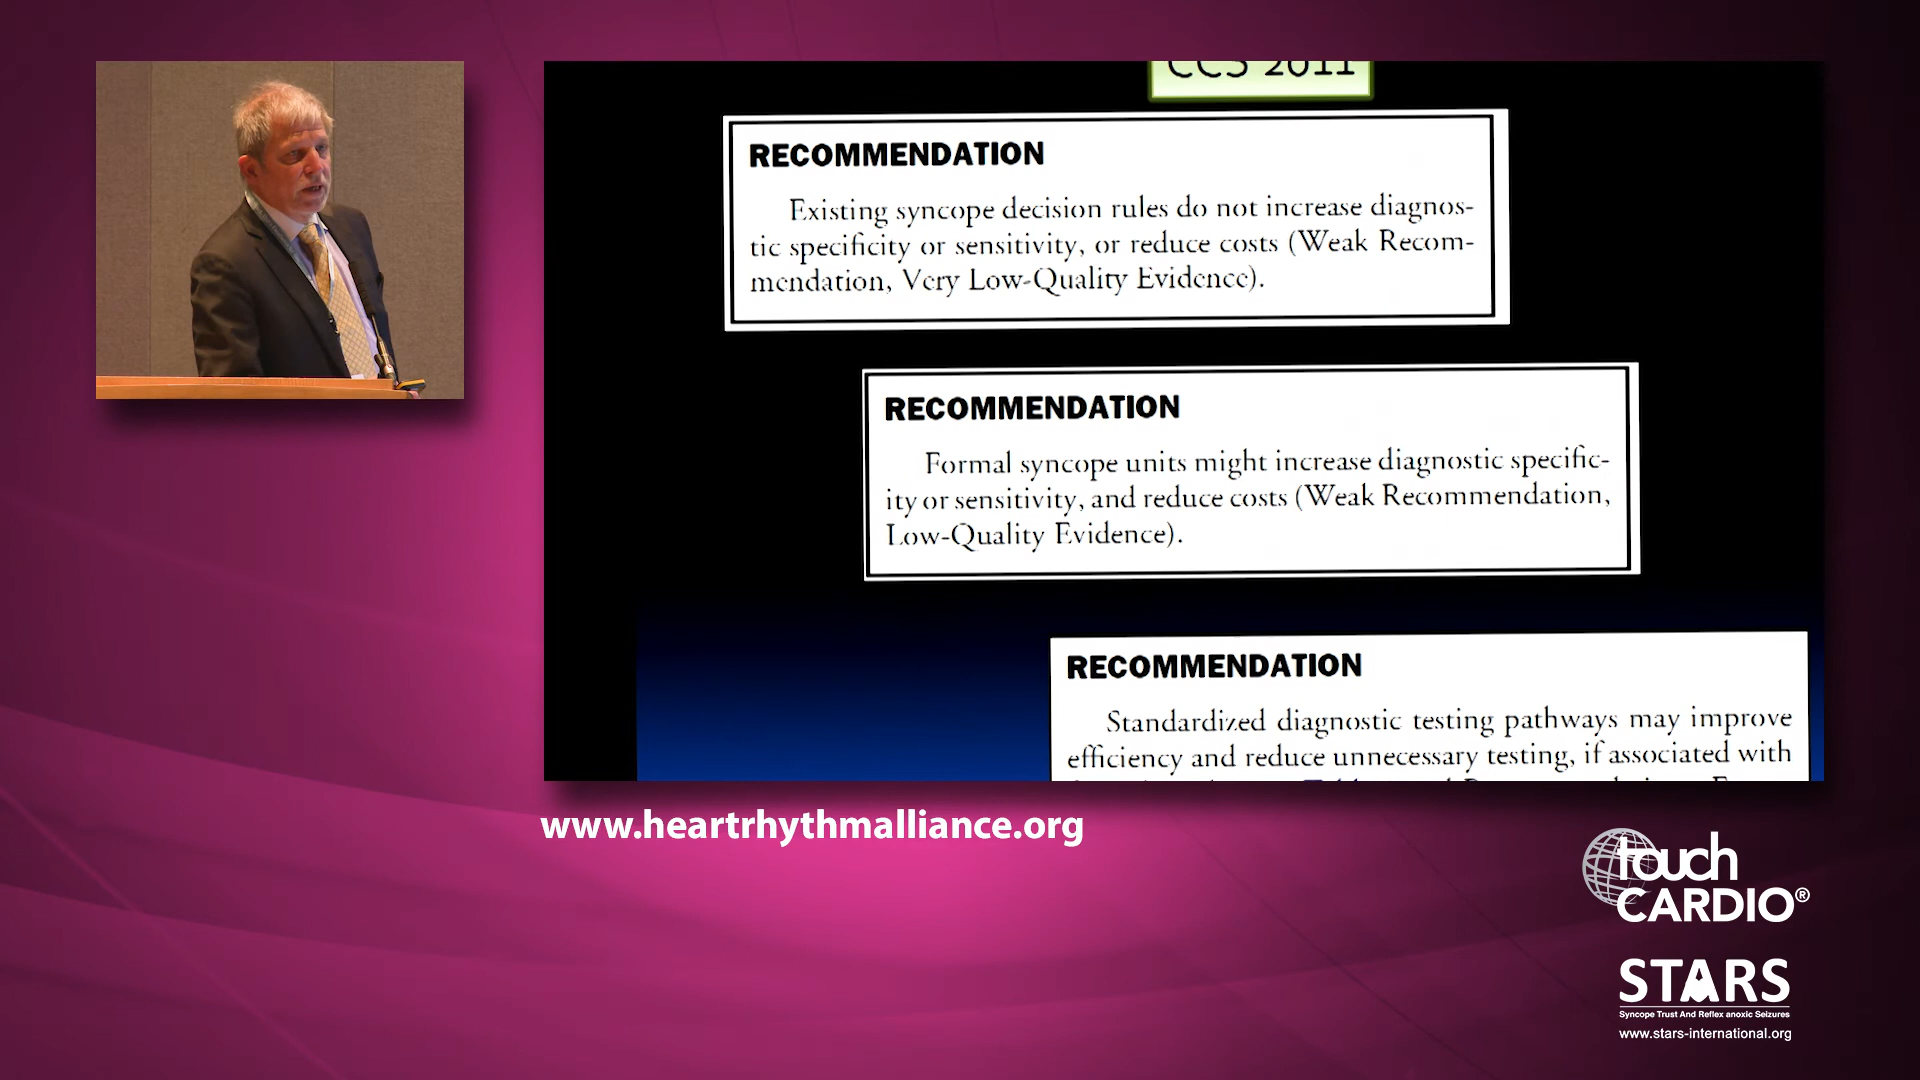 CCS 2011
RECOMMENDATION
Existing syncope decision rules do not increase diagnos-
tic specificity or sensitivity, or reduce costs (Weak Recom-
mendation, Very Low-Quality Evidence).
RECOMMENDATION
Formal syncope units might increase diagnostic specific-
ity or sensitivity, and reduce costs (Weak Recommendation,
Low-Quality Evidence).
RECOMMENDATION
Standardized diagnostic testing pathways may improve
efficiency and reduce unnecessary testing, if associated with
www.heartrhythmalliance.org
touch
CARDIO®
STARS
Syncope Trust And Reflex anoxic Seizures
www.stars-international.org